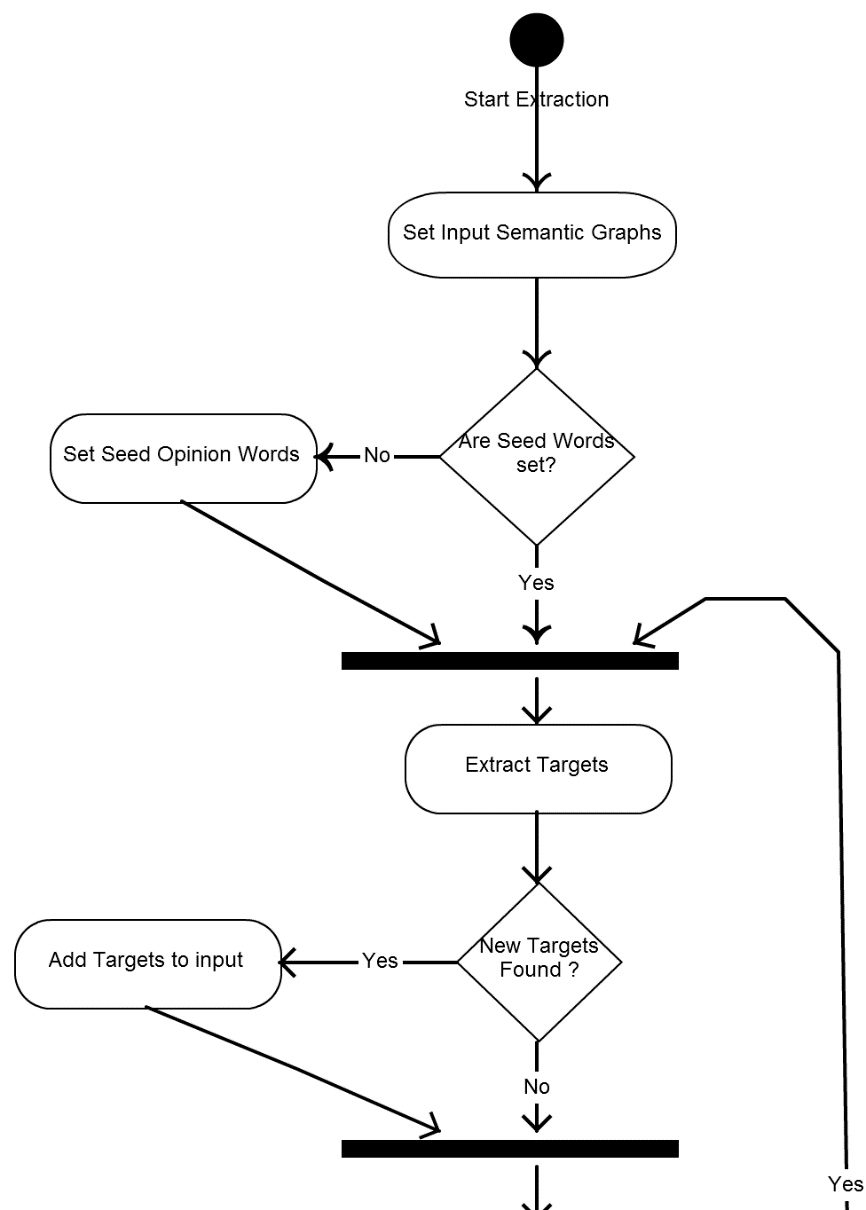 Start Extraction
Set Input Semantic Graphs
Are Seed Words
set?
No
Set Seed Opinion Words
Yes
Extract Targets
New Targets
Found ?
Yes
Add Targets to input
No
Yes